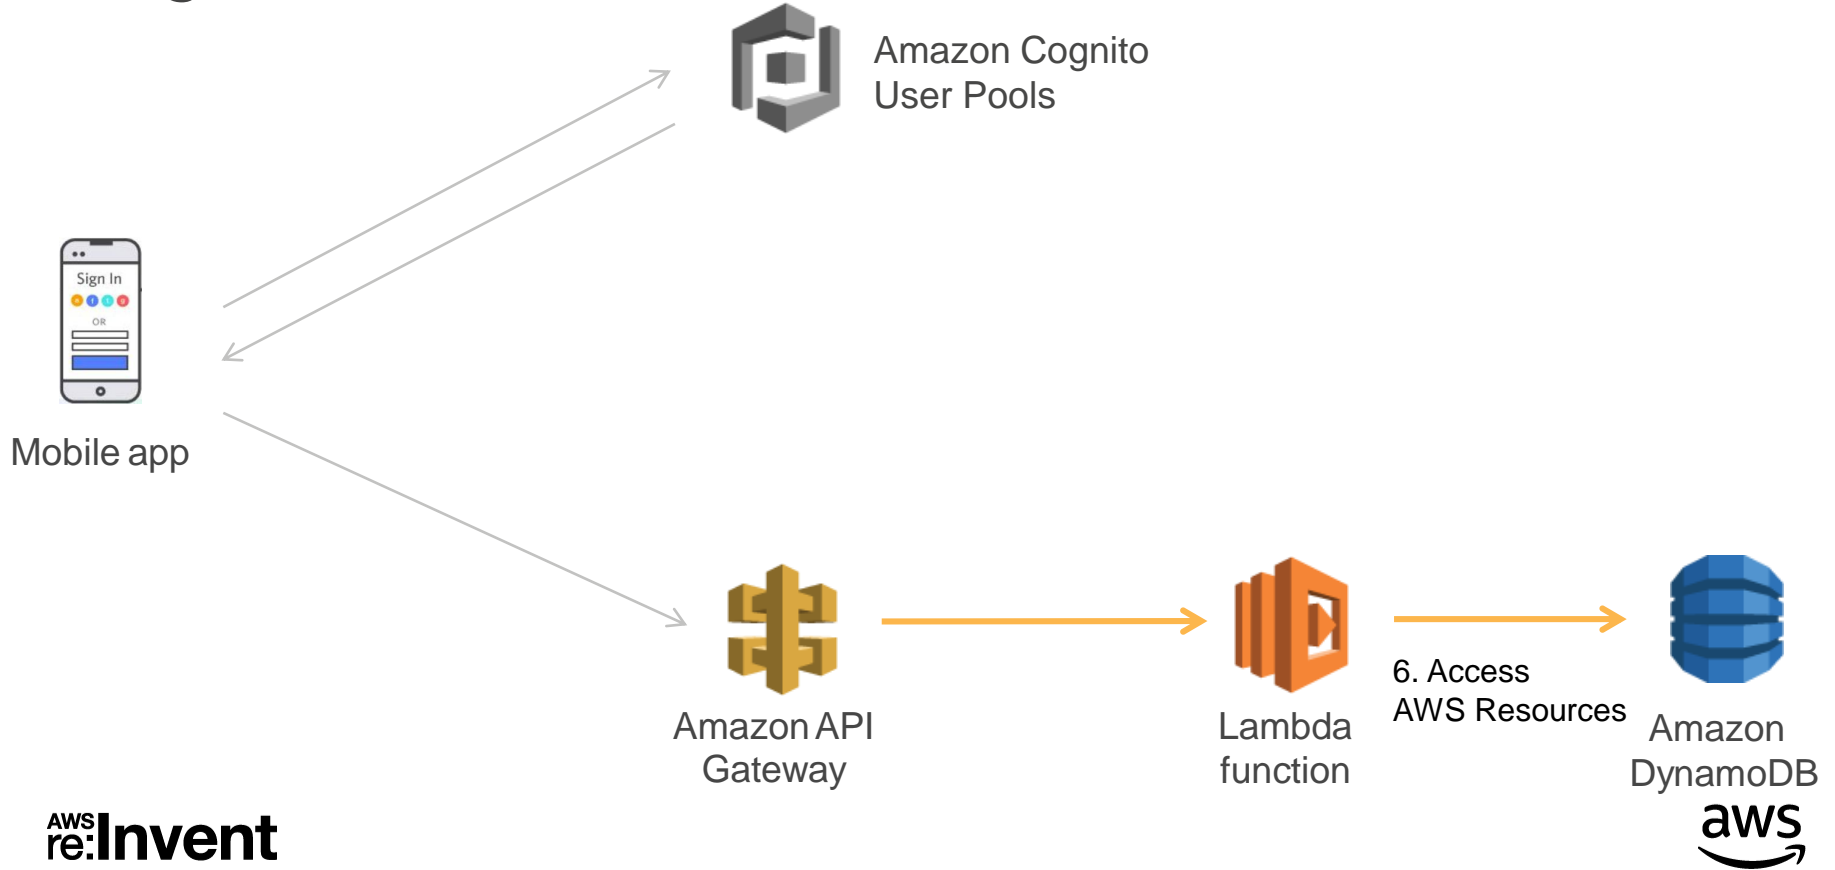 Amazon Cognito
User Pools
Sign In
OR
Mobile app
6. Access
AWS Resources
Amazon API
Gateway
Lambda
function
Amazon
DynamoDB
AWS
re:Invent
aws